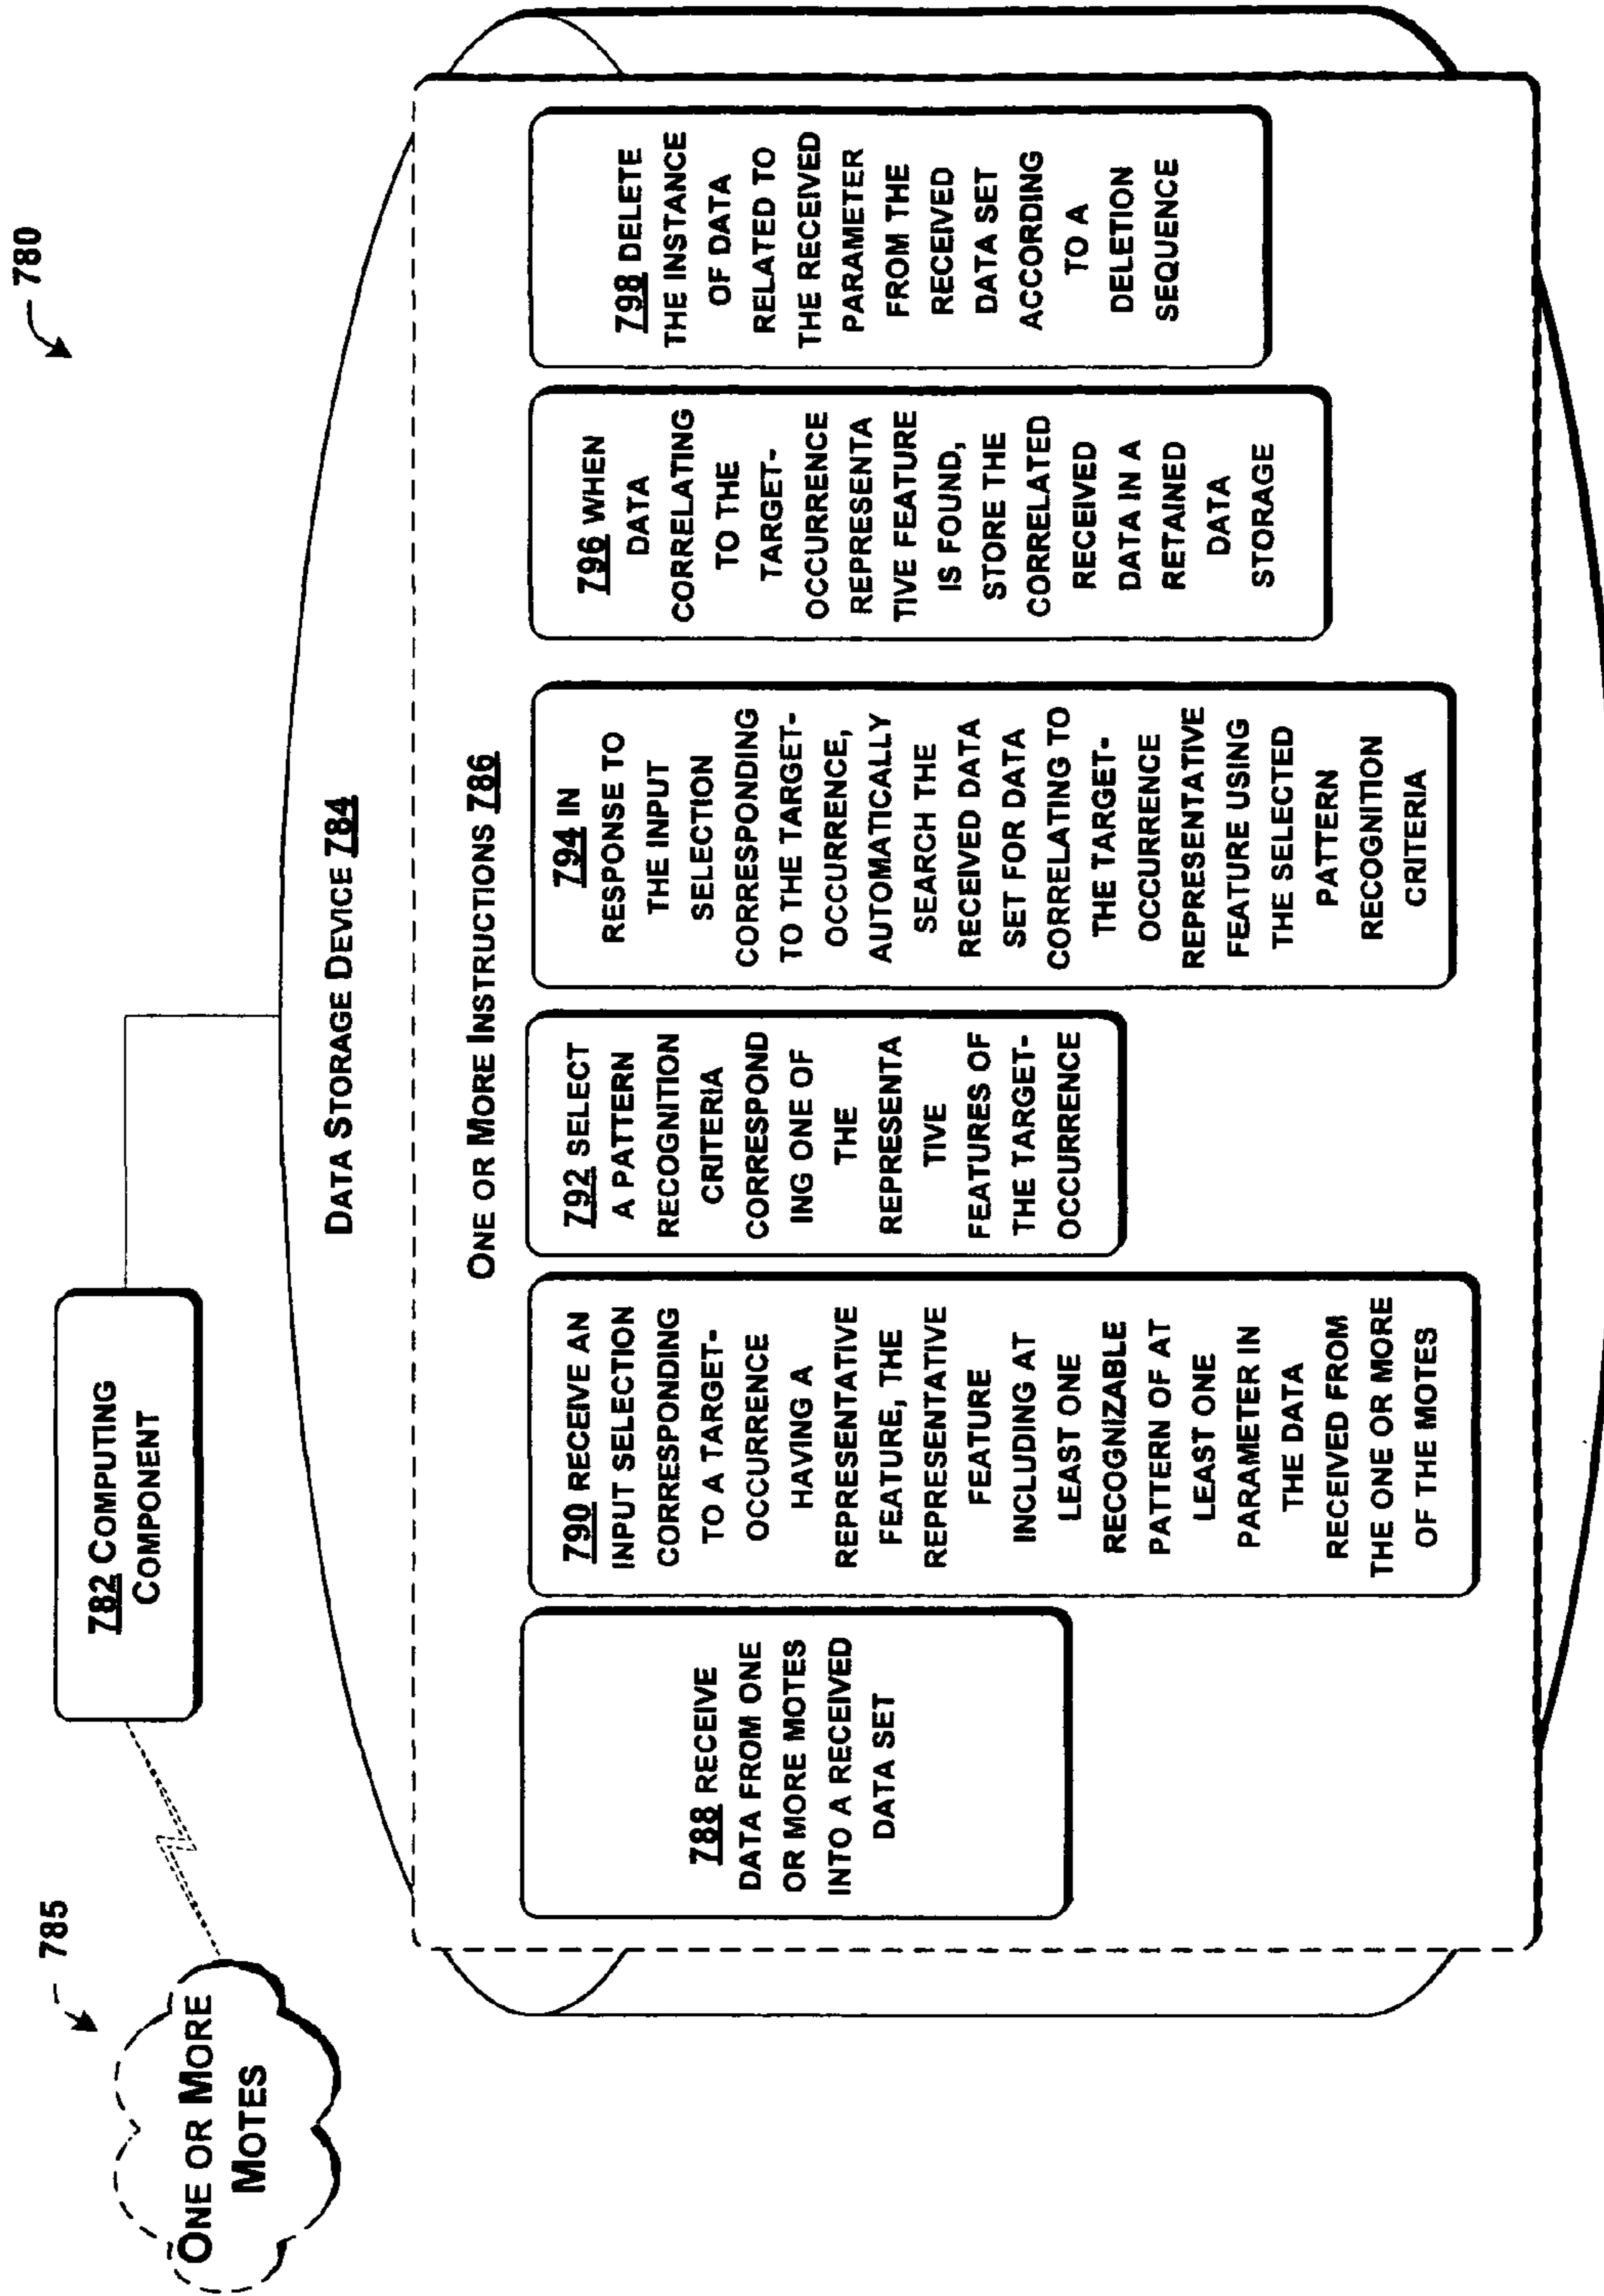 780
785
ONE OR MORE
MOTES
782 COMPUTING
COMPONENT
DATA STORAGE DEVICE 784
ONE OR MORE INSTRUCTIONS 786
788 RECEIVE
DATA FROM ONE
OR MORE MOTES
INTO A RECEIVED
DATA SET
790 RECEIVE AN
INPUT SELECTION
CORRESPONDING
TO A TARGET-
OCCURRENCE
HAVING A
REPRESENTATIVE
FEATURE, THE
REPRESENTATIVE
FEATURE
INCLUDING AT
LEAST ONE
RECOGNIZABLE
PATTERN OF AT
LEAST ONE
PARAMETER IN
THE DATA
RECEIVED FROM
THE ONE OR MORE
OF THE MOTES
792 SELECT
A PATTERN
RECOGNITION
CRITERIA
CORRESPOND
ING ONE OF
THE
REPRESENTA
TIVE
FEATURES OF
THE TARGET-
OCCURRENCE
794 IN
RESPONSE TO
THE INPUT
SELECTION
CORRESPONDING
TO THE TARGET-
OCCURRENCE,
AUTOMATICALLY
SEARCH THE
RECEIVED DATA
SET FOR DATA
CORRELATING TO
THE TARGET-
OCCURRENCE
REPRESENTATIVE
FEATURE USING
THE SELECTED
PATTERN
RECOGNITION
CRITERIA
796 WHEN
DATA
CORRELATING
TO THE
TARGET-
OCCURRENCE
REPRESENTA
TIVE FEATURE
IS FOUND,
STORE THE
CORRELATED
RECEIVED
DATA IN A
RETAINED
DATA
STORAGE
798 DELETE
THE INSTANCE
OF DATA
RELATED TO
THE RECEIVED
PARAMETER
FROM THE
RECEIVED
DATA SET
ACCORDING
TO A
DELETION
SEQUENCE